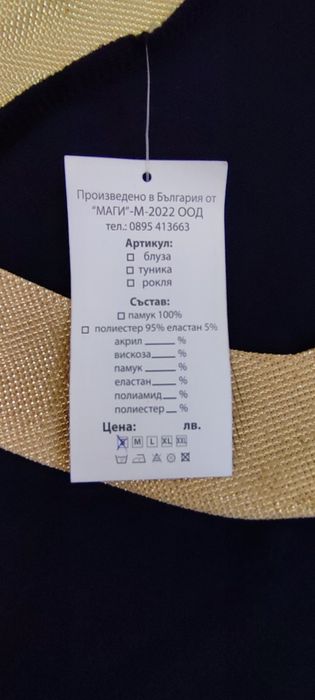 Произведено в България от
"МАГИ"-М-2022 ООД
тел.: 0895 413663
Артикул:
блуза
туника
рокля
Състав:
памук 100%
полиестер 95% еластан 5%
акрил %
вискоза %
памук %
еластан %
полиамид %
полиестер %
Цена: лв.
M L XL XXL